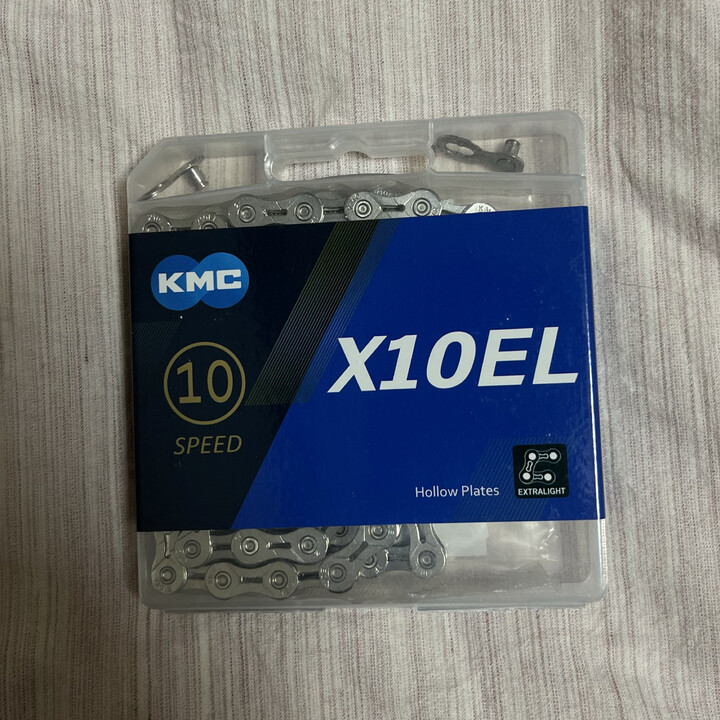 KMC
X10EL
10
SPEED
Hollow Plates
EXTRALIGHT